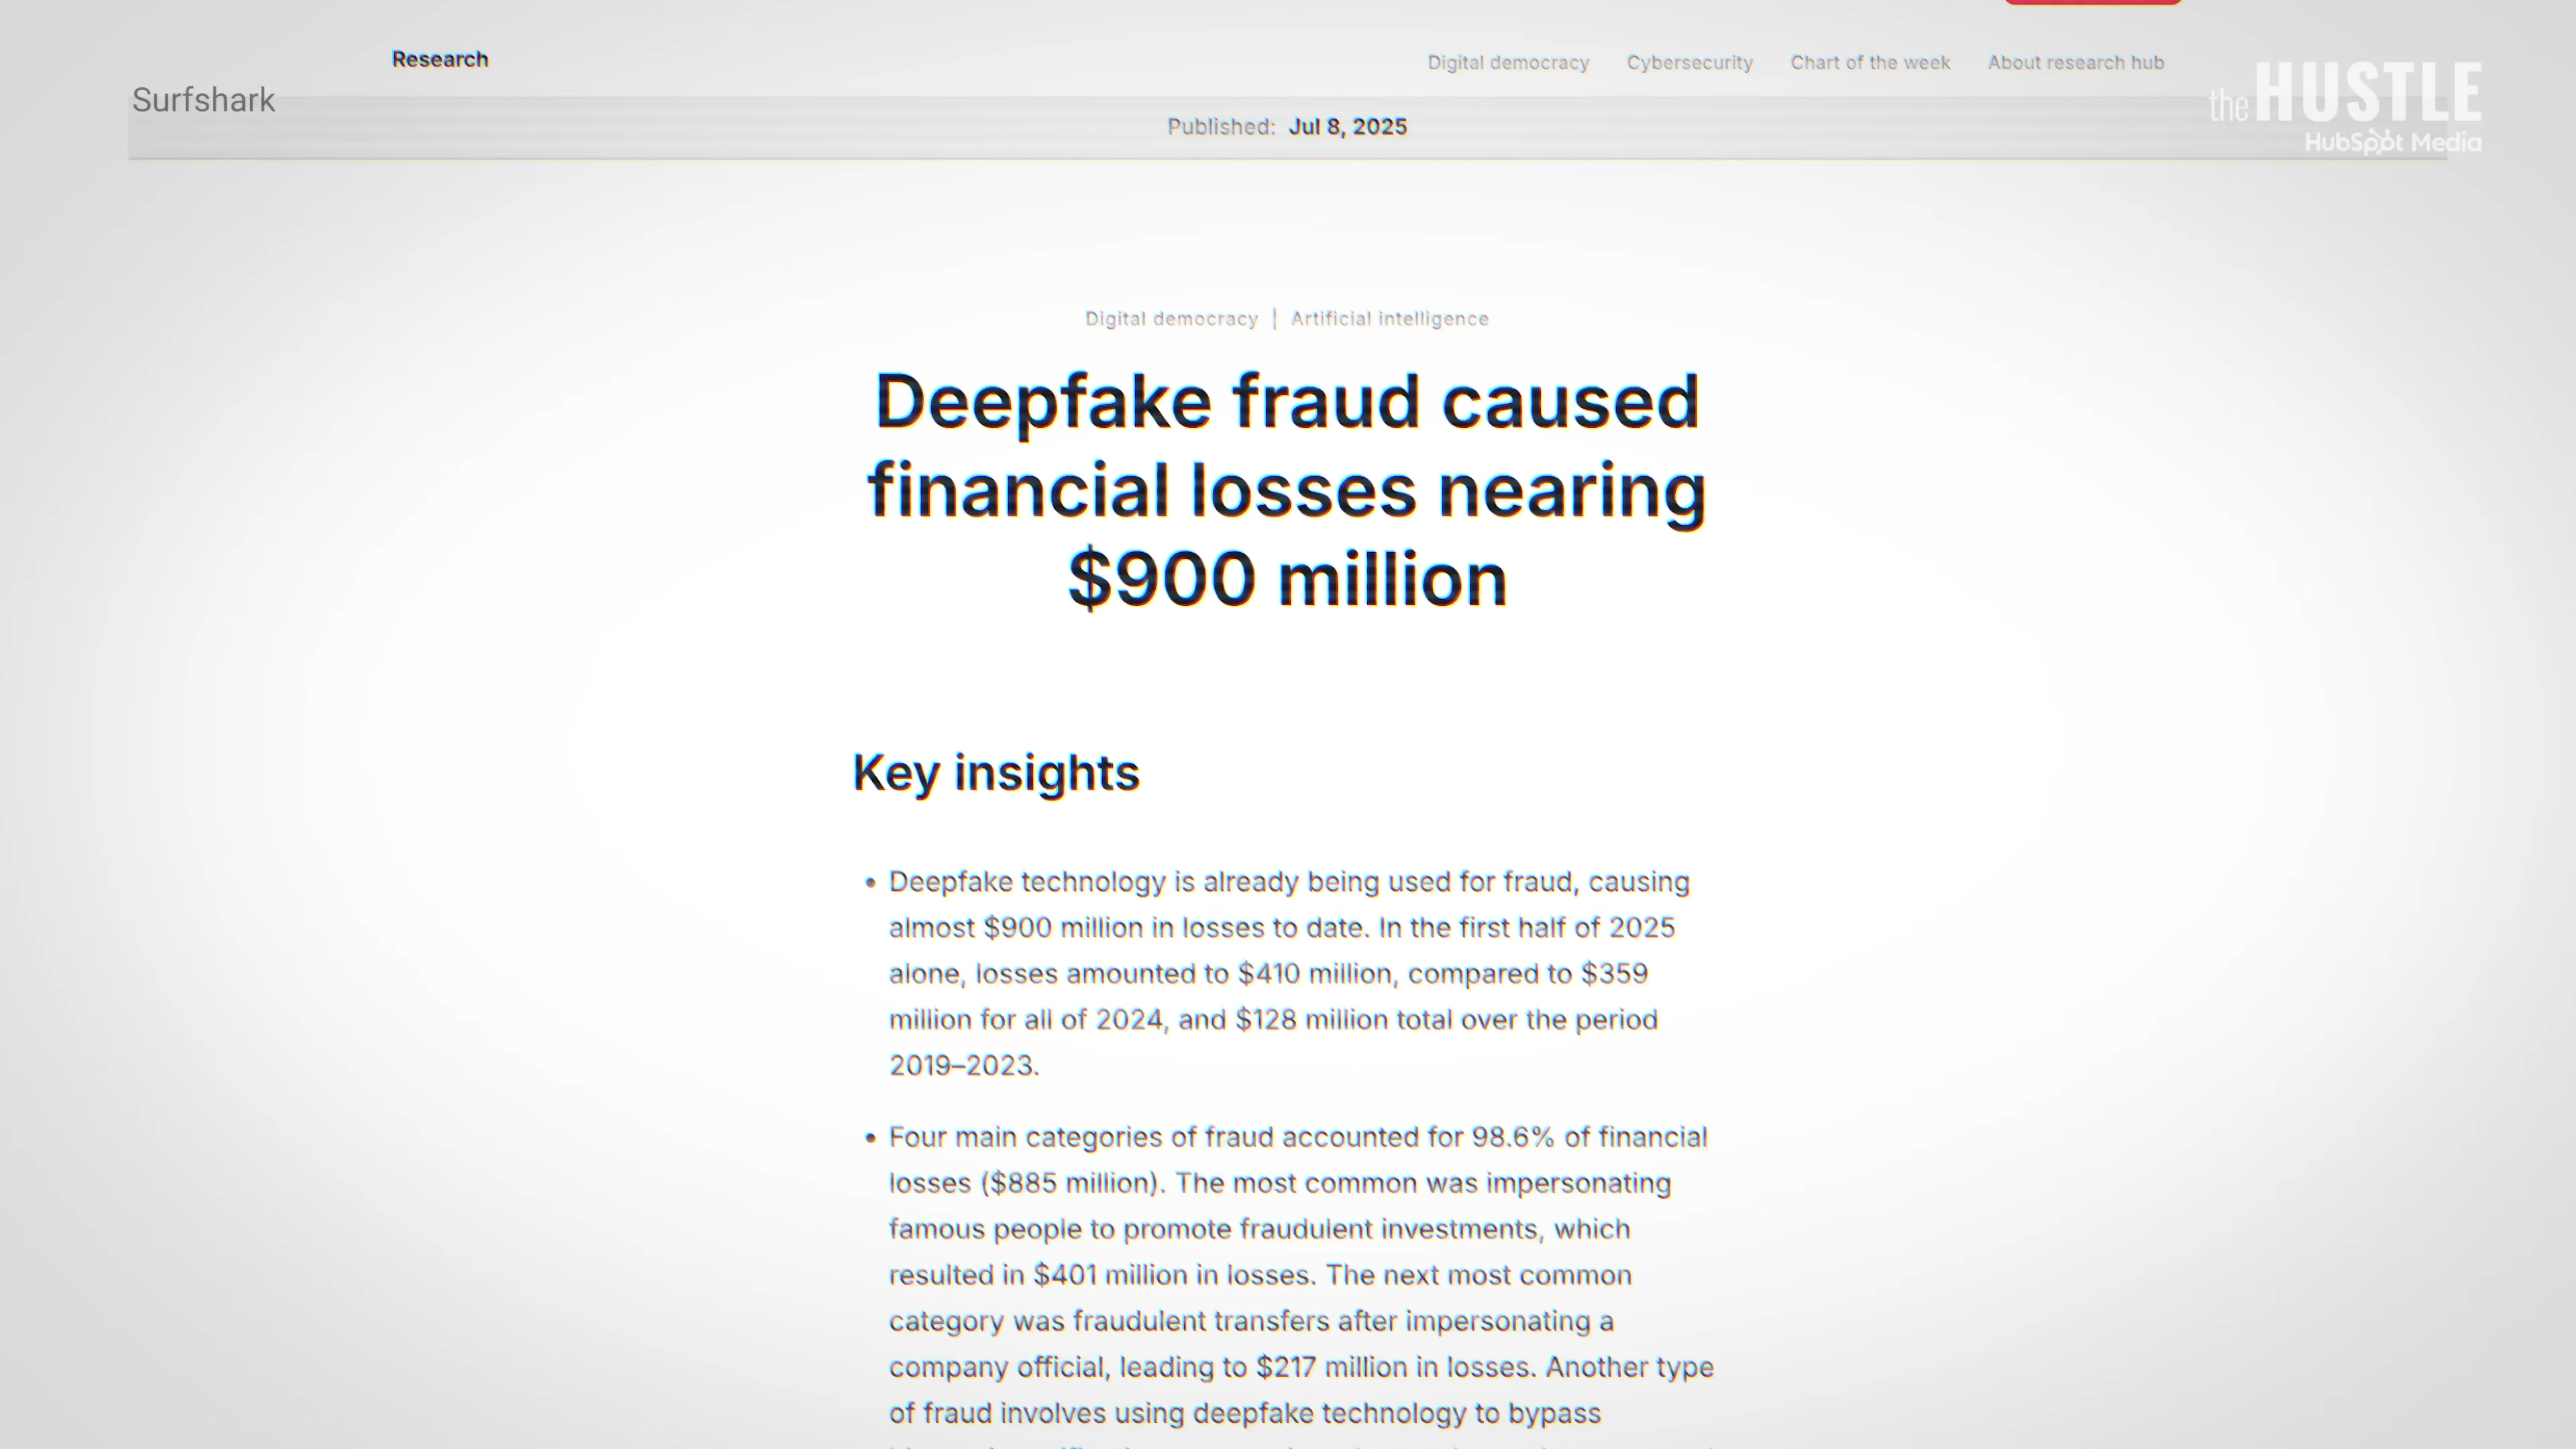 Research
Digital democracy Cybersecurity Chart of the week About research hub
Surfshark
the HUSTLE
HubSpot Media
Published: Jul 8, 2025
Digital democracy | Artificial intelligence
Deepfake fraud caused
financial losses nearing
$900 million
Key insights
• Deepfake technology is already being used for fraud, causing
almost $900 million in losses to date. In the first half of 2025
alone, losses amounted to $410 million, compared to $359
million for all of 2024, and $128 million total over the period
2019–2023.
• Four main categories of fraud accounted for 98.6% of financial
losses ($885 million). The most common was impersonating
famous people to promote fraudulent investments, which
resulted in $401 million in losses. The next most common
category was fraudulent transfers after impersonating a
company official, leading to $217 million in losses. Another type
of fraud involves using deepfake technology to bypass